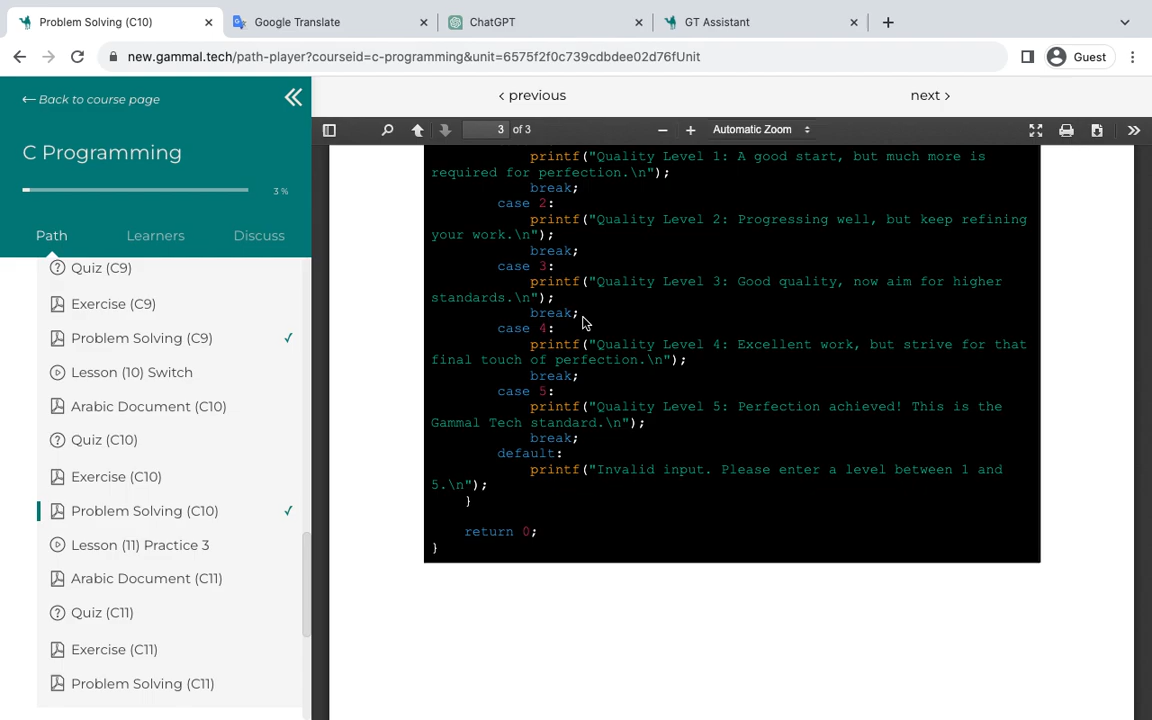 Problem Solving (C10)
Google Translate
ChatGPT
GT Assistant
new.gammal.tech/path-player?courseid=c-programming&unit=6575f2f0c739cdbdee02d76fUnit
Guest
Back to course page
C Programming
3 %
Path Learners Discuss
Quiz (C9)
Exercise (C9)
Problem Solving (C9)
Lesson (10) Switch
Arabic Document (C10)
Quiz (C10)
Exercise (C10)
Problem Solving (C10)
Lesson (11) Practice 3
Arabic Document (C11)
Quiz (C11)
Exercise (C11)
Problem Solving (C11)
< previous
next >
3 of 3
Automatic Zoom
printf("Quality Level 1: A good start, but much more is
required for perfection.\n");
break;
case 2:
printf("Quality Level 2: Progressing well, but keep refining
your work.\n");
break;
case 3:
printf("Quality Level 3: Good quality, now aim for higher
standards.\n");
break;
case 4:
printf("Quality Level 4: Excellent work, but strive for that
final touch of perfection.\n");
break;
case 5:
printf("Quality Level 5: Perfection achieved! This is the
Gammal Tech standard.\n");
break;
default:
printf("Invalid input. Please enter a level between 1 and
5.\n");
}
return 0;
}